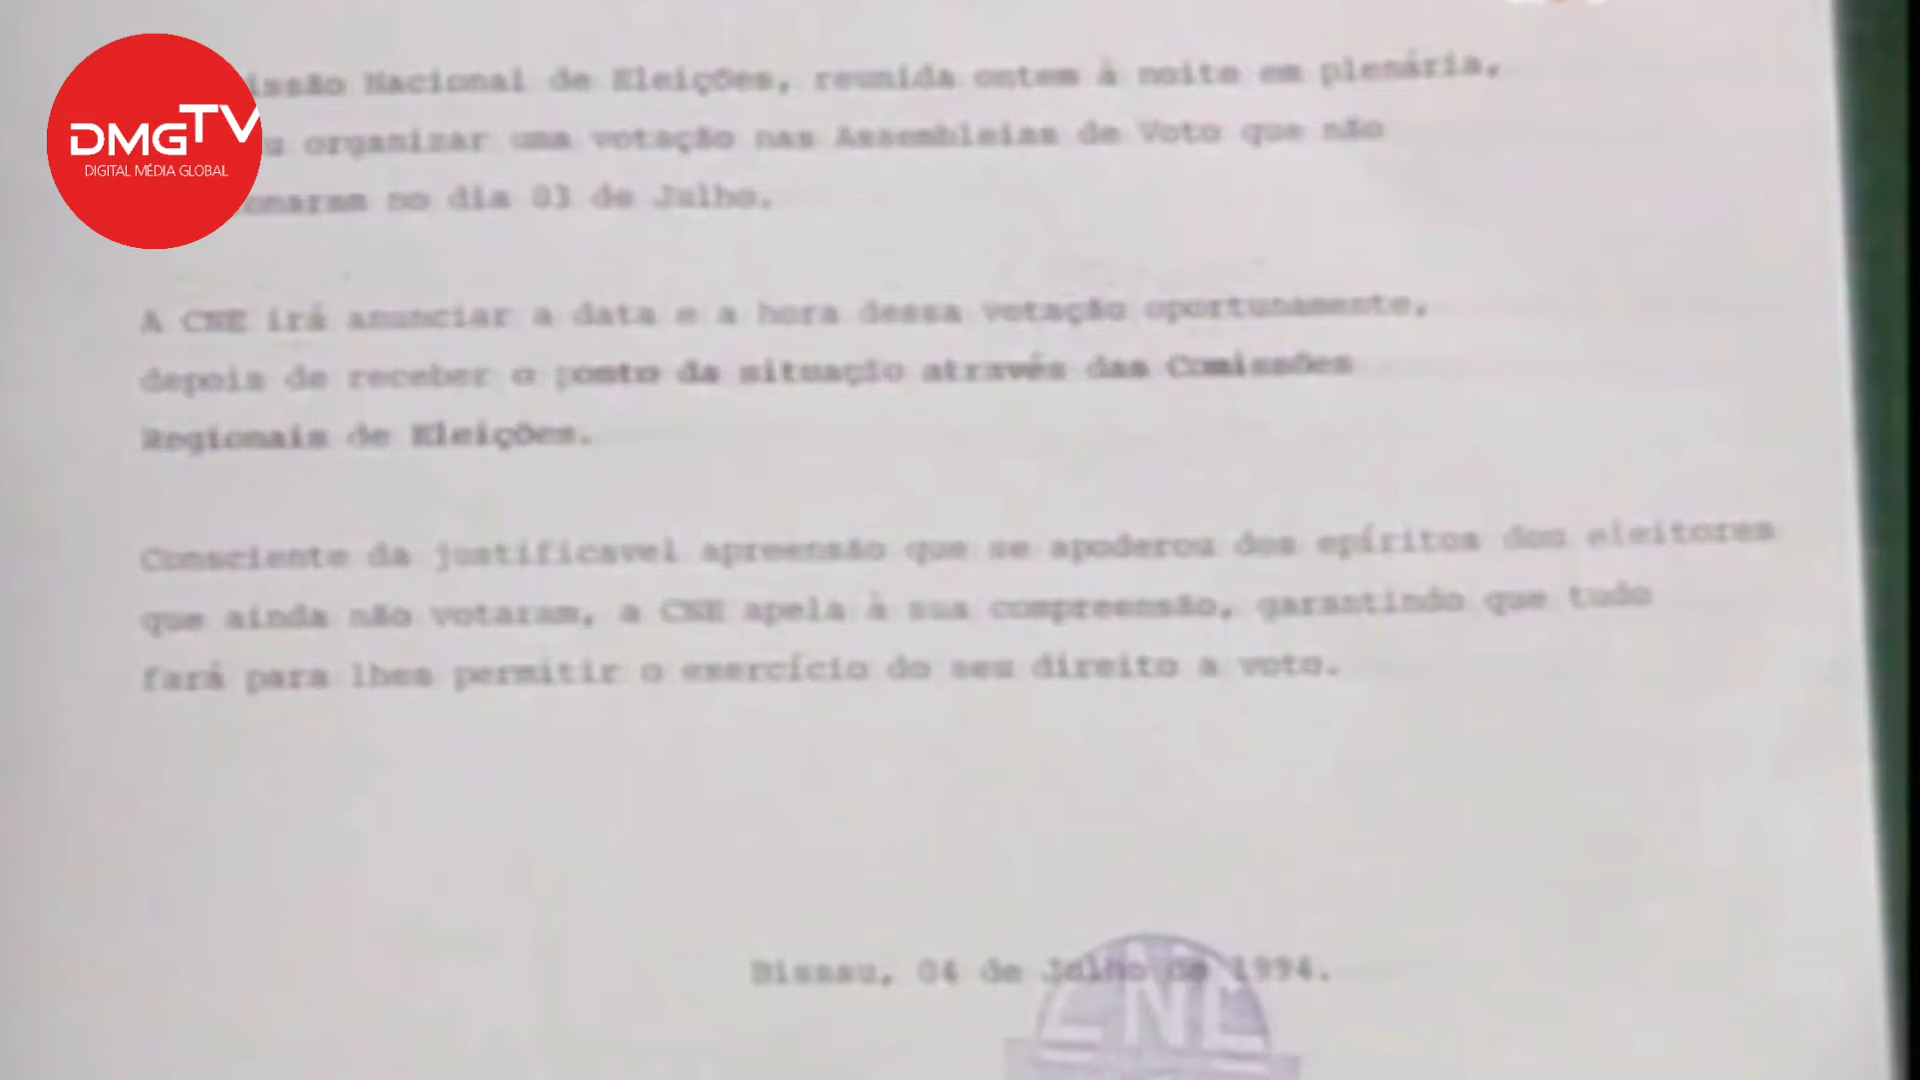 DMGTV
DIGITAL MÉDIA GLOBAL
issão Nacional de Eleições, reunida ontem à noite em plenária,
u organizar uma votação nas Assembleias de Voto que não
onaram no dia 03 de Julho.
A CNE irá anunciar a data e a hora dessa votação oportunamente,
depois de receber o ponto da situação através das Comissões
Regionais de Eleições.
Consciente da justificavel apreensão que se apoderou dos epíritos dos eleitores
que ainda não votaram, a CNE apela à sua compreensão, garantindo que tudo
fará para lhes permitir o exercício do seu direito a voto.
Bissau, 04 de Julho de 1994.
CNE